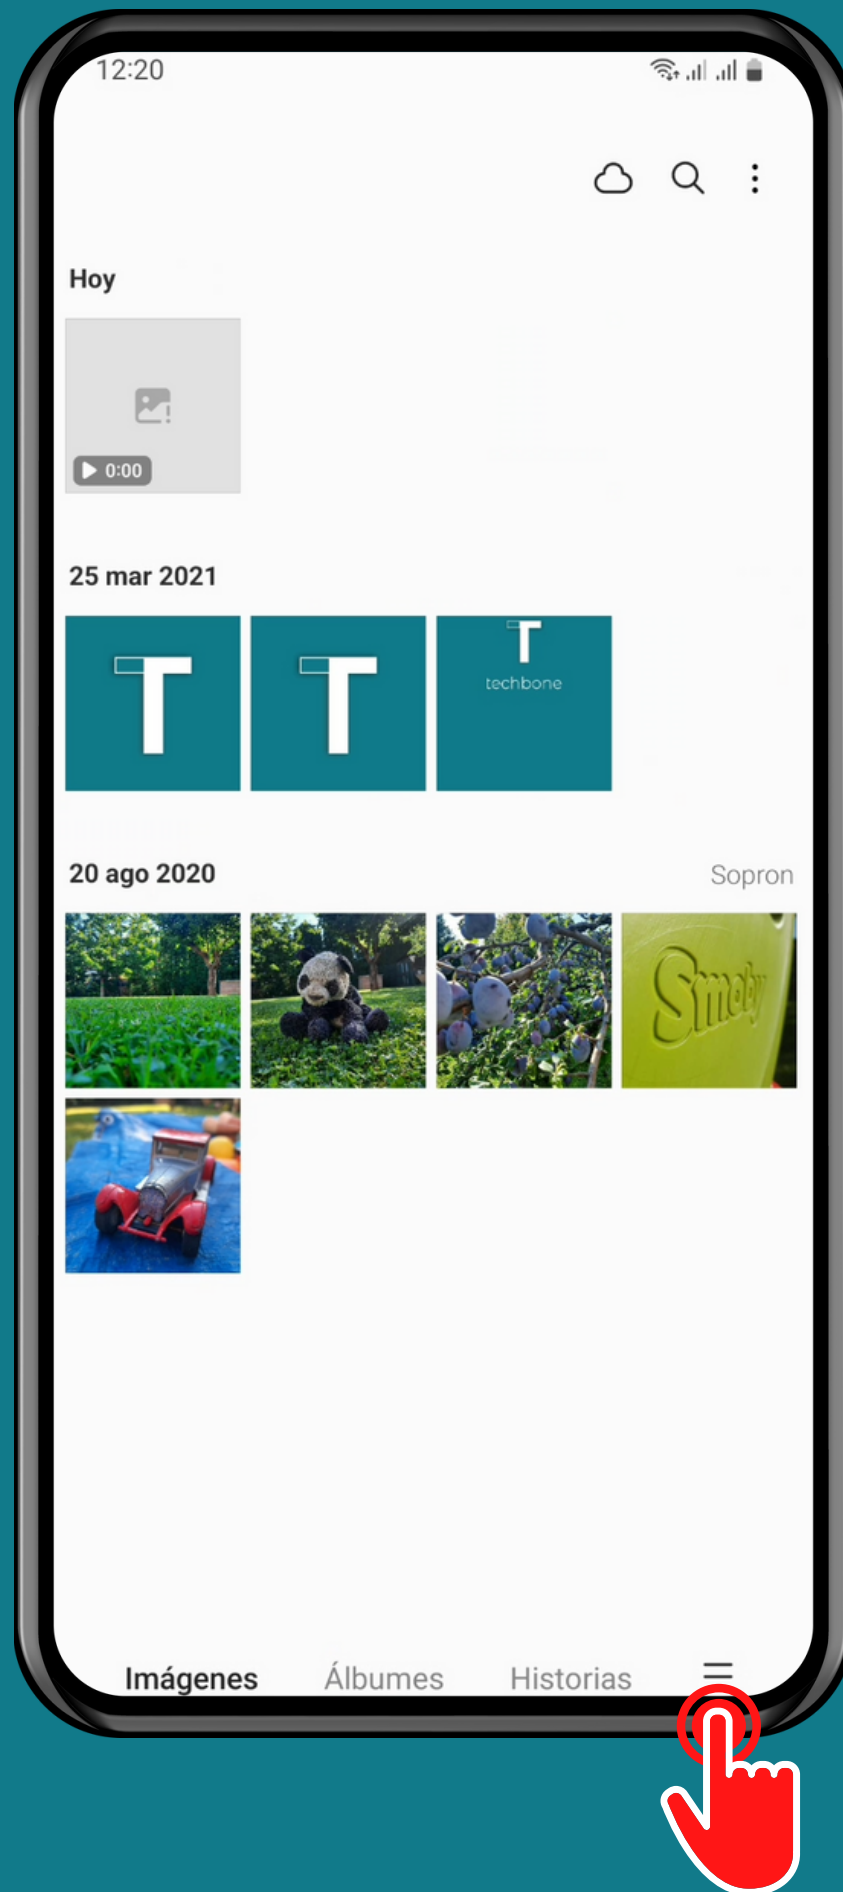 12:20
Hoy
0:00
25 mar 2021
T
T
T
techbone
20 ago 2020
Sopron
Smoby
Imágenes
Álbumes
Historias